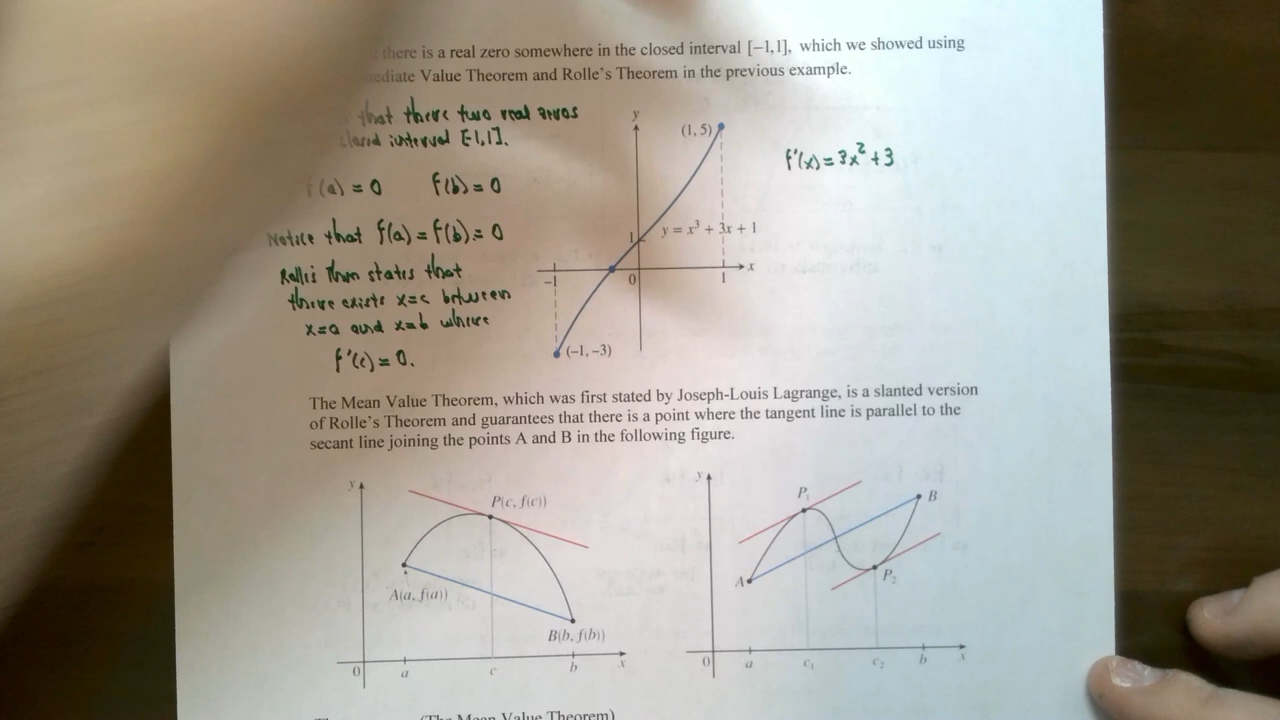 there is a real zero somewhere in the closed interval [−1,1], which we showed using
Value Theorem and Rolle's Theorem in the previous example.
that there two real zeros
interval [-1,1].
(a) = 0 f(b) = 0
Notice that f(a) = f(b) = 0
states that
there exists x=c between
x=a and x=b where
f'(c) = 0.
y
(1, 5)
f'(x) = 3x² + 3
1
y = x³ + 3x + 1
−1
0
1
x
(−1, −3)
The Mean Value Theorem, which was first stated by Joseph-Louis Lagrange, is a slanted version
of Rolle's Theorem and guarantees that there is a point where the tangent line is parallel to the
secant line joining the points A and B in the following figure.
y
P(c, f(c))
A(a, f(a))
B(b, f(b))
0
a
c
b
x
y
P₁
B
A
P₂
0
a
c₁
c₂
b
x
(The Mean Value Theorem)